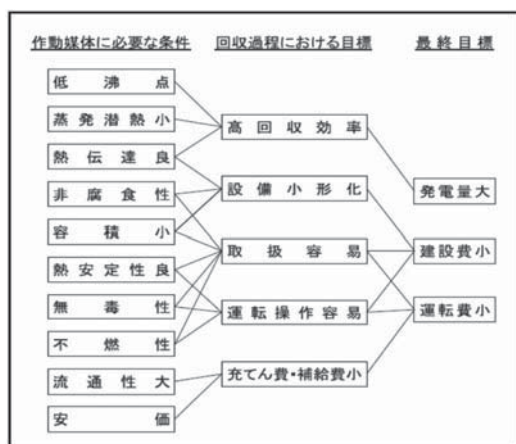 作動媒体に必要な条件
低沸点
蒸発潜熱小
熱伝達良
非腐食性
容積小
熱安定性良
無毒性
不燃性
流通性大
安価
回収過程における目標
高回収効率
設備小形化
取扱容易
運転操作容易
充てん費・補給費小
最終目標
発電量大
建設費小
運転費小